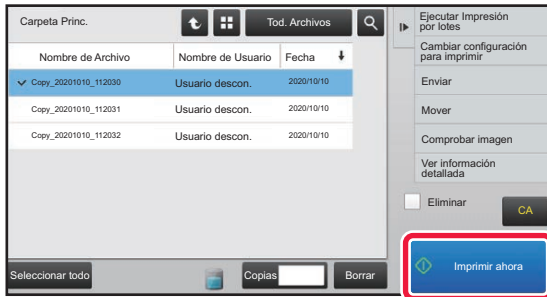 Carpeta Princ.
Tod. Archivos
Nombre de Archivo
Nombre de Usuario
Fecha
Copy_20201010_112030
Usuario descon.
2020/10/10
Copy_20201010_112031
Usuario descon.
2020/10/10
Copy_20201010_112032
Usuario descon.
2020/10/10
Seleccionar todo
Copias
Borrar
Ejecutar Impresión
por lotes
Cambiar configuración
para imprimir
Enviar
Mover
Comprobar imagen
Ver información
detallada
Eliminar
CA
Imprimir ahora